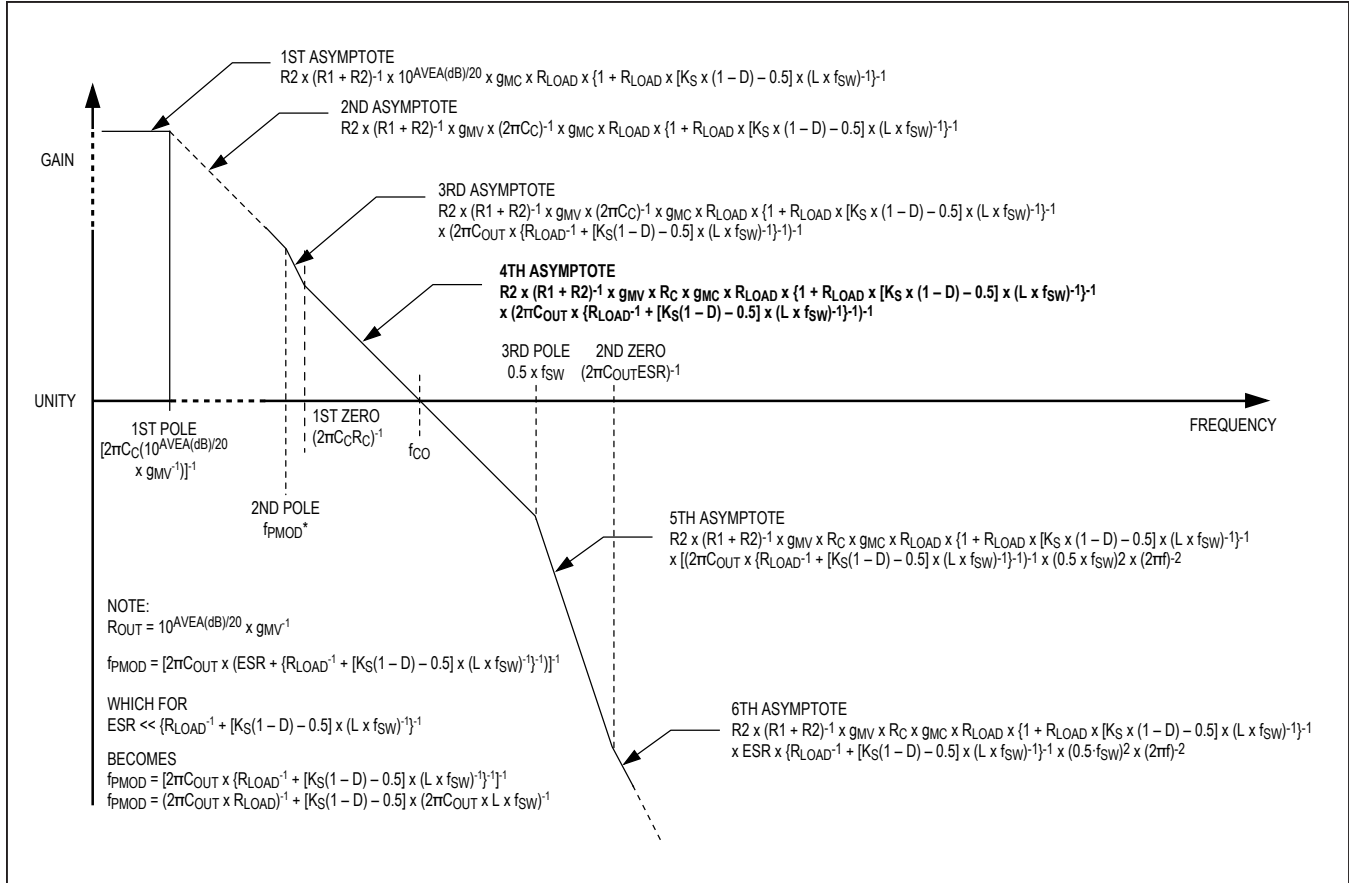 1ST ASYMPTOTE
R2 x (R1 + R2)⁻¹ x 10^AVEA(dB)/20 x gMC x RLOAD x {1 + RLOAD x [KS x (1 – D) – 0.5] x (L x fSW)⁻¹}⁻¹
2ND ASYMPTOTE
R2 x (R1 + R2)⁻¹ x gMV x (2πCC)⁻¹ x gMC x RLOAD x {1 + RLOAD x [KS x (1 – D) – 0.5] x (L x fSW)⁻¹}⁻¹
GAIN
3RD ASYMPTOTE
R2 x (R1 + R2)⁻¹ x gMV x (2πCC)⁻¹ x gMC x RLOAD x {1 + RLOAD x [KS x (1 – D) – 0.5] x (L x fSW)⁻¹}⁻¹
x (2πCOUT x {RLOAD⁻¹ + [KS(1 – D) – 0.5] x (L x fSW)⁻¹}⁻¹)⁻¹
4TH ASYMPTOTE
R2 x (R1 + R2)⁻¹ x gMV x RC x gMC x RLOAD x {1 + RLOAD x [KS x (1 – D) – 0.5] x (L x fSW)⁻¹}⁻¹
x (2πCOUT x {RLOAD⁻¹ + [KS(1 – D) – 0.5] x (L x fSW)⁻¹}⁻¹)⁻¹
3RD POLE
0.5 x fSW
2ND ZERO
(2πCOUTESR)⁻¹
UNITY
FREQUENCY
1ST POLE
[2πCC(10^AVEA(dB)/20
x gMV⁻¹)]⁻¹
1ST ZERO
(2πCCRC)⁻¹
fCO
2ND POLE
fPMOD*
5TH ASYMPTOTE
R2 x (R1 + R2)⁻¹ x gMV x RC x gMC x RLOAD x {1 + RLOAD x [KS x (1 – D) – 0.5] x (L x fSW)⁻¹}⁻¹
x [(2πCOUT x {RLOAD⁻¹ + [KS(1 – D) – 0.5] x (L x fSW)⁻¹}⁻¹)⁻¹ x (0.5 x fSW)² x (2πf)⁻²
NOTE:
ROUT = 10^AVEA(dB)/20 x gMV⁻¹
fPMOD = [2πCOUT x (ESR + {RLOAD⁻¹ + [KS(1 – D) – 0.5] x (L x fSW)⁻¹}⁻¹)]⁻¹
WHICH FOR
ESR << {RLOAD⁻¹ + [KS(1 – D) – 0.5] x (L x fSW)⁻¹}⁻¹
BECOMES
fPMOD = [2πCOUT x {RLOAD⁻¹ + [KS(1 – D) – 0.5] x (L x fSW)⁻¹}⁻¹]⁻¹
fPMOD = (2πCOUT x RLOAD)⁻¹ + [KS(1 – D) – 0.5] x (2πCOUT x L x fSW)⁻¹
6TH ASYMPTOTE
R2 x (R1 + R2)⁻¹ x gMV x RC x gMC x RLOAD x {1 + RLOAD x [KS x (1 – D) – 0.5] x (L x fSW)⁻¹}⁻¹
x ESR x {RLOAD⁻¹ + [KS(1 – D) – 0.5] x (L x fSW)⁻¹}⁻¹ x (0.5·fSW)² x (2πf)⁻²